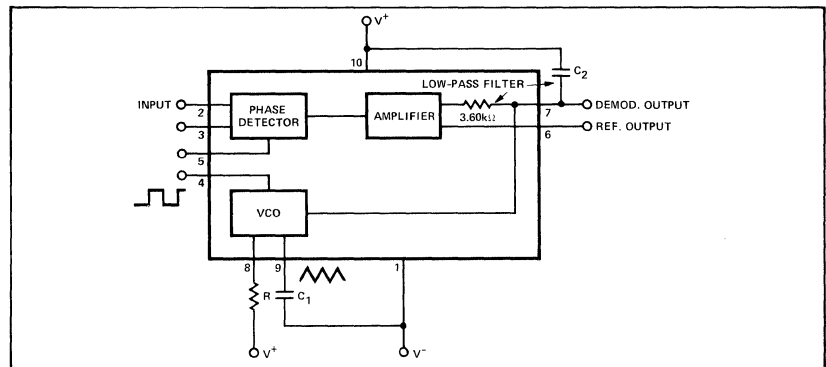 V+
10
C2
LOW-PASS FILTER
INPUT
2
PHASE DETECTOR
AMPLIFIER
3.60kΩ
7
DEMOD. OUTPUT
3
6
REF. OUTPUT
5
4
VCO
8
9
1
R
C1
V+
V-